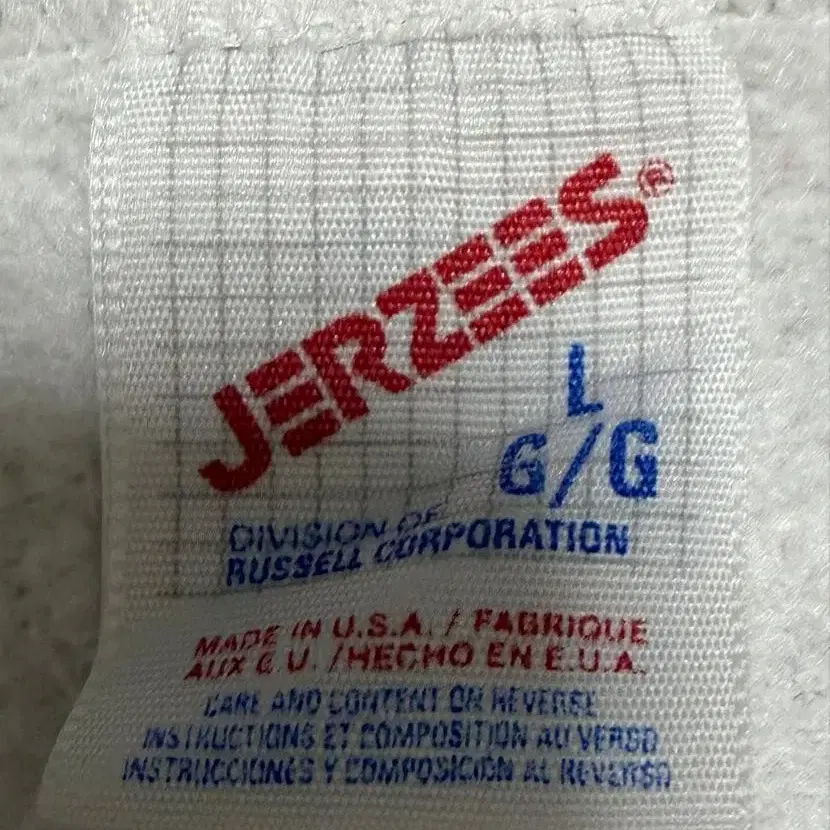 JERZEES®
L
G/G
DIVISION OF
RUSSELL CORPORATION
MADE IN U.S.A. / FABRIQUE
AUX E.U. /HECHO EN E.U.A.
CARE AND CONTENT ON REVERSE
INSTRUCTIONS ET COMPOSITION AU VERSO
INSTRUCCIONES Y COMPOSICION AL REVERSO